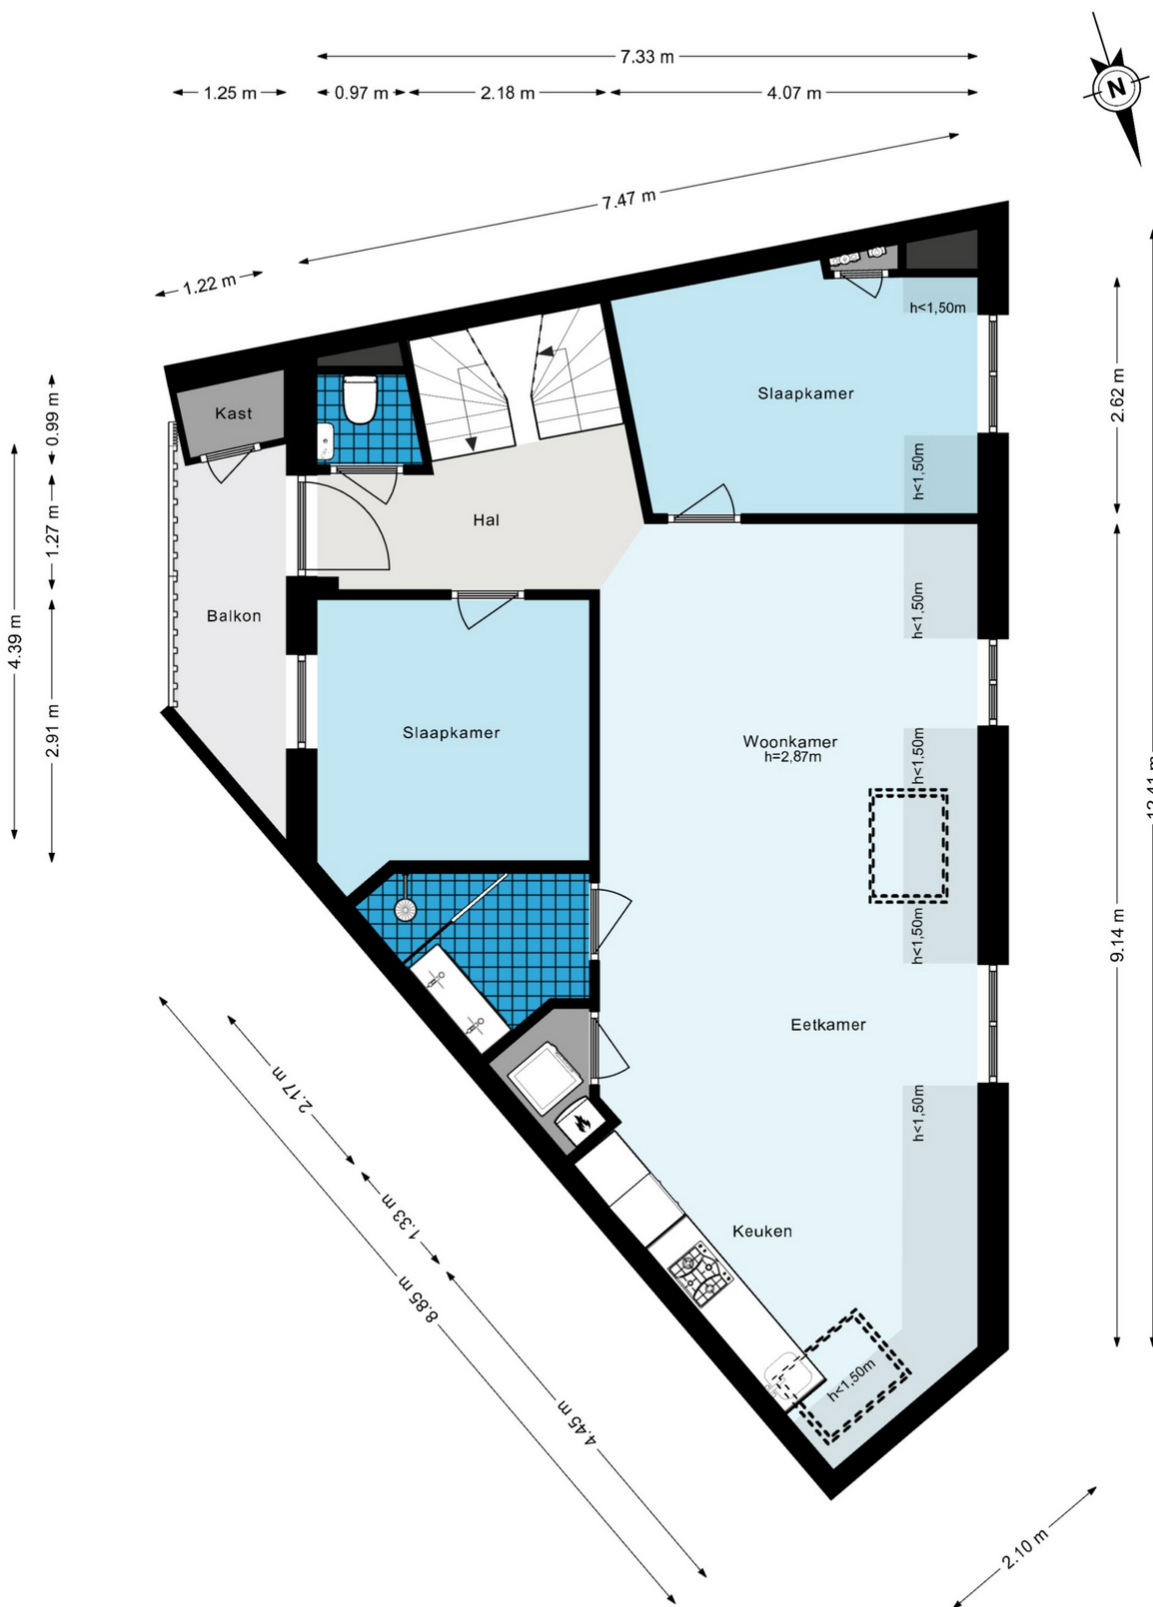 7.33 m
1.25 m
0.97 m
2.18 m
4.07 m
N
7.47 m
1.22 m
h<1,50m
Slaapkamer
2.62 m
0.99 m
Kast
h<1,50m
1.27 m
Hal
h<1,50m
Balkon
4.39 m
2.91 m
Slaapkamer
Woonkamer
h=2,87m
h<1,50m
h<1,50m
9.14 m
Eetkamer
2.17 m
h<1,50m
1.33 m
Keuken
8.85 m
h<1,50m
4.45 m
2.10 m